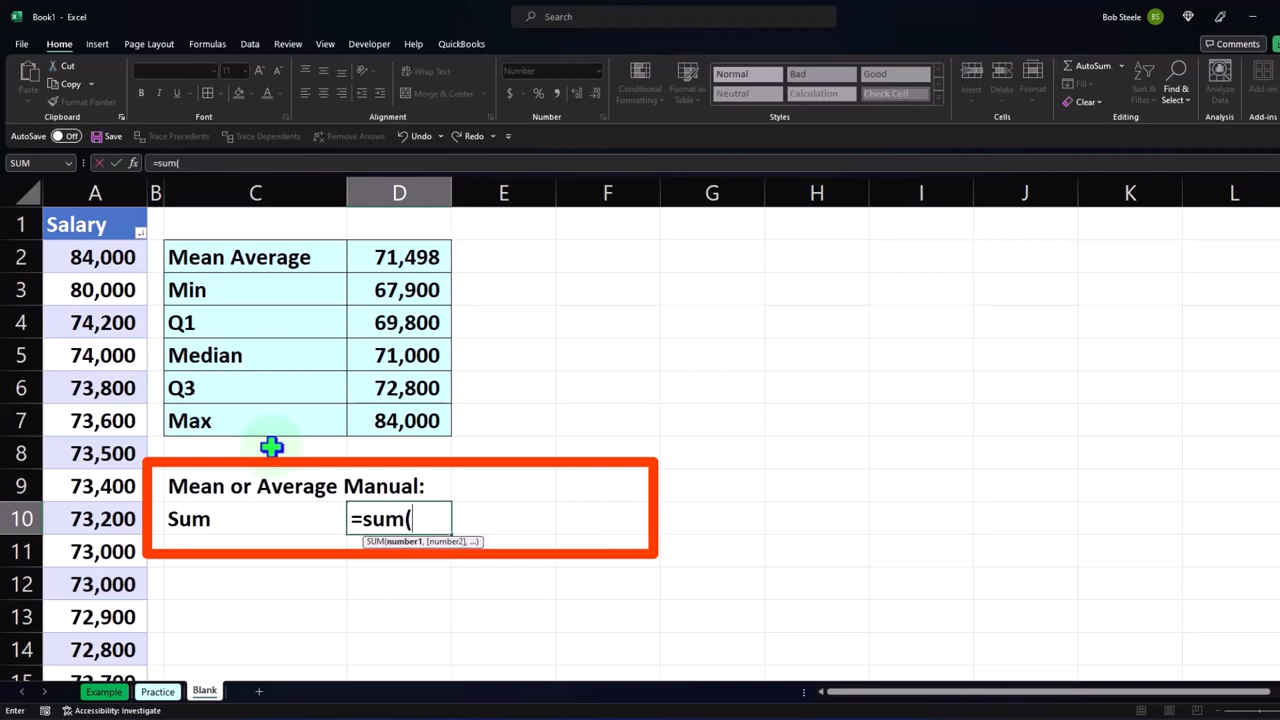 Book1 - Excel
Search
Bob Steele BS
File Home Insert Page Layout Formulas Data Review View Developer Help QuickBooks
Comments
Paste
Cut
Copy
Format Painter
Clipboard
11 A A
B I U A
Font
Wrap Text
Merge & Center
Alignment
Number
$ % ,
Number
Conditional Formatting
Format as Table
Normal Bad Good
Neutral Calculation Check Cell
Styles
Insert Delete Format
Cells
AutoSum
Fill
Clear
Sort & Filter
Find & Select
Editing
Analyze Data
Analysis
Add-ins
Add-ins
AutoSave Off Save Trace Precedents Trace Dependents Remove Arrows Undo Redo
SUM fx =sum(
A B C D E F G H I J K L
1 Salary
2 84,000 Mean Average 71,498
3 80,000 Min 67,900
4 74,200 Q1 69,800
5 74,000 Median 71,000
6 73,800 Q3 72,800
7 73,600 Max 84,000
8 73,500
9 73,400 Mean or Average Manual:
10 73,200 Sum =sum(
SUM(number1, [number2], ...)
11 73,000
12 73,000
13 72,900
14 72,800
Example Practice Blank
Enter Accessibility: Investigate